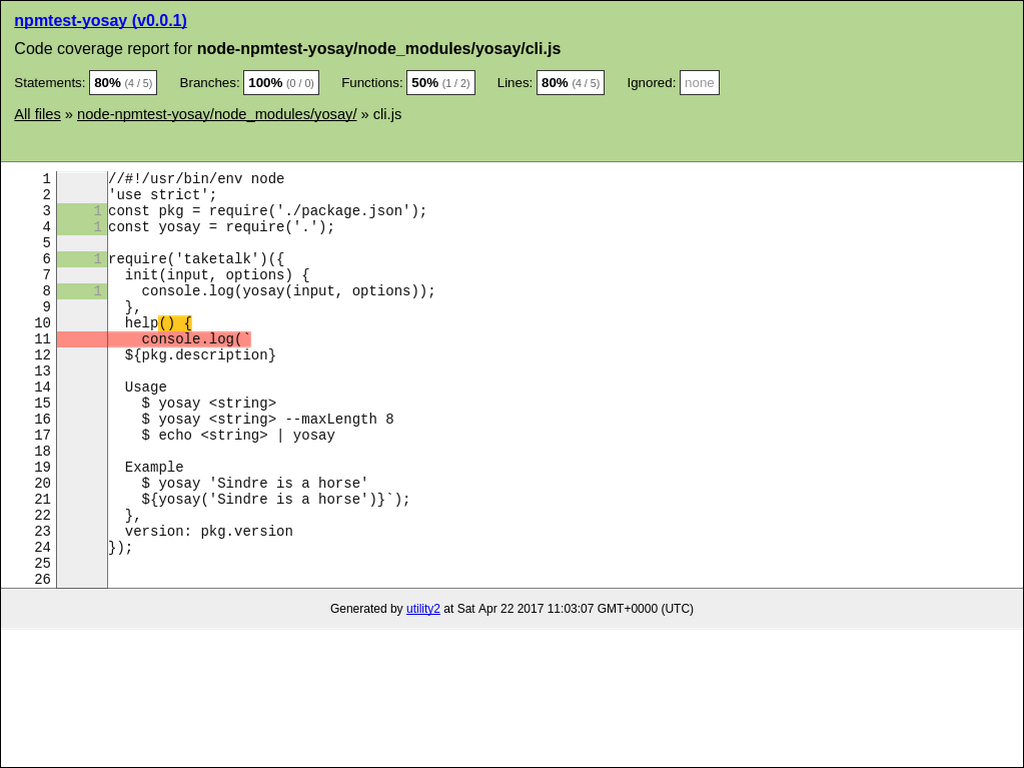 npmtest-yosay (v0.0.1)
Code coverage report for node-npmtest-yosay/node_modules/yosay/cli.js
Statements: 80% (4 / 5) Branches: 100% (0 / 0) Functions: 50% (1 / 2) Lines: 80% (4 / 5) Ignored: none
All files » node-npmtest-yosay/node_modules/yosay/ » cli.js
1 //#!/usr/bin/env node
2 'use strict';
3 1 const pkg = require('./package.json');
4 1 const yosay = require('.');
5
6 1 require('taketalk')({
7   init(input, options) {
8 1     console.log(yosay(input, options));
9   },
10   help() {
11     console.log(`
12   ${pkg.description}
13
14   Usage
15     $ yosay <string>
16     $ yosay <string> --maxLength 8
17     $ echo <string> | yosay
18
19   Example
20     $ yosay 'Sindre is a horse'
21     ${yosay('Sindre is a horse')}`);
22   },
23   version: pkg.version
24 });
25
26
Generated by utility2 at Sat Apr 22 2017 11:03:07 GMT+0000 (UTC)